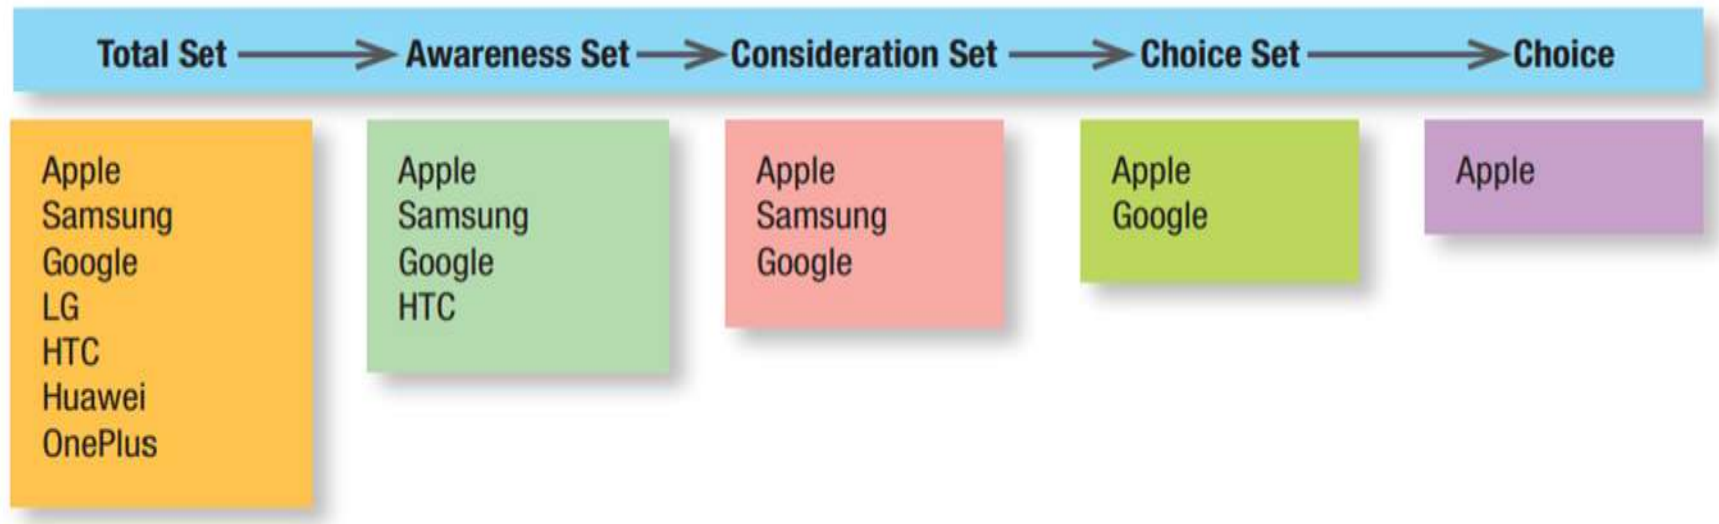 Total Set Awareness Set Consideration Set Choice Set Choice
Apple
Samsung
Google
LG
HTC
Huawei
OnePlus
Apple
Samsung
Google
HTC
Apple
Samsung
Google
Apple
Google
Apple